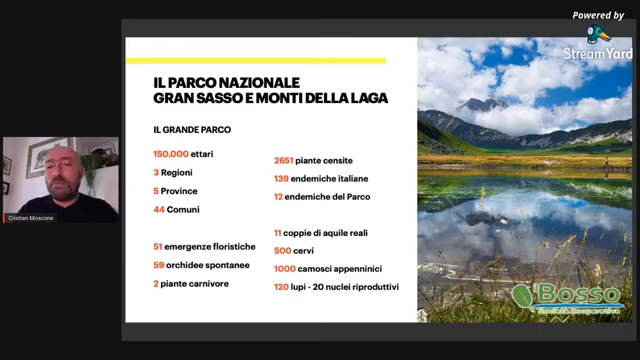 Powered by
StreamYard
IL PARCO NAZIONALE
GRAN SASSO E MONTI DELLA LAGA
IL GRANDE PARCO
150.000 ettari
3 Regioni
5 Province
44 Comuni
51 emergenze floristiche
59 orchidee spontanee
2 piante carnivore
2651 piante censite
139 endemiche italiane
12 endemiche del Parco
11 coppie di aquile reali
500 cervi
1000 camosci appenninici
120 lupi - 20 nuclei riproduttivi
Cristian Moscone
il Bosso
Società Cooperativa